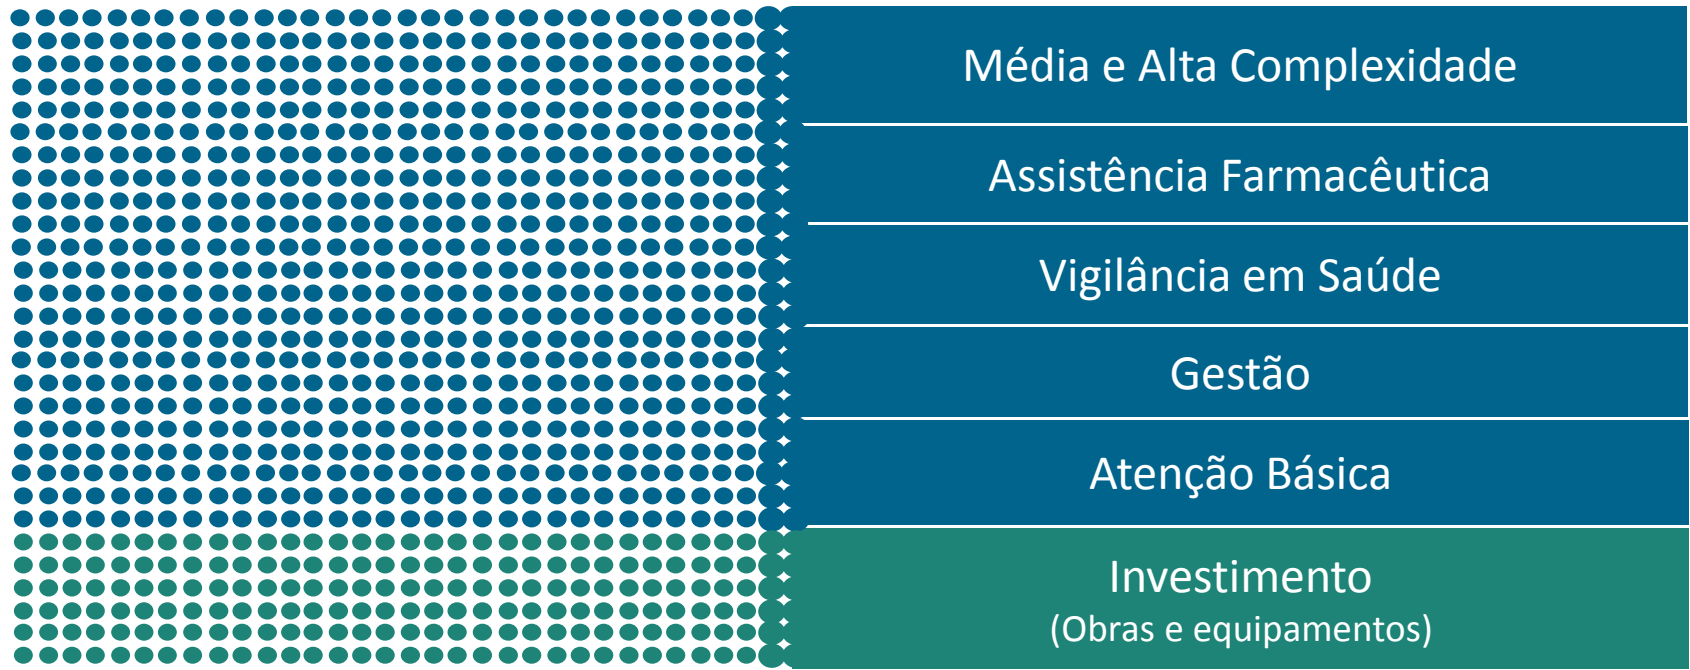 Média e Alta Complexidade
Assistência Farmacêutica
Vigilância em Saúde
Gestão
Atenção Básica
Investimento
(Obras e equipamentos)